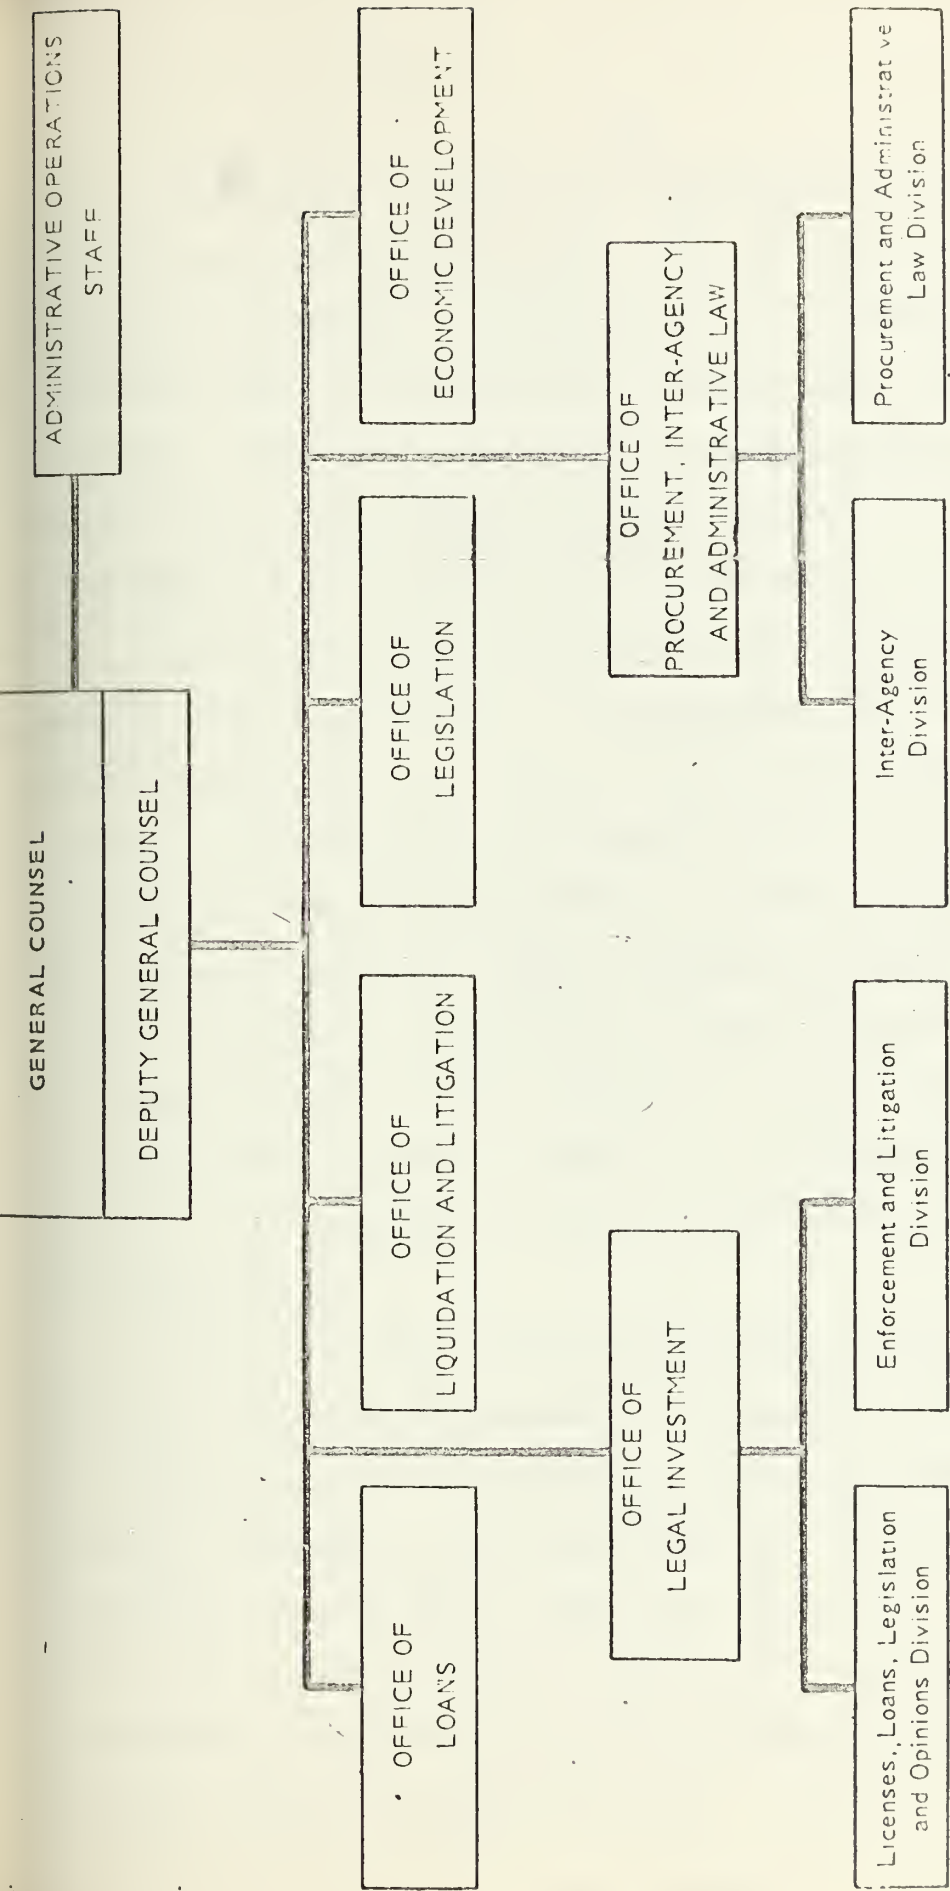 GENERAL COUNSEL
DEPUTY GENERAL COUNSEL
ADMINISTRATIVE OPERATIONS
STAFF
OFFICE OF
LOANS
OFFICE OF
LIQUIDATION AND LITIGATION
OFFICE OF
LEGISLATION
OFFICE OF
ECONOMIC DEVELOPMENT
OFFICE OF
LEGAL INVESTMENT
OFFICE OF
PROCUREMENT, INTER-AGENCY
AND ADMINISTRATIVE LAW
Licenses, Loans, Legislation
and Opinions Division
Enforcement and Litigation
Division
Inter-Agency
Division
Procurement and Administrative
Law Division